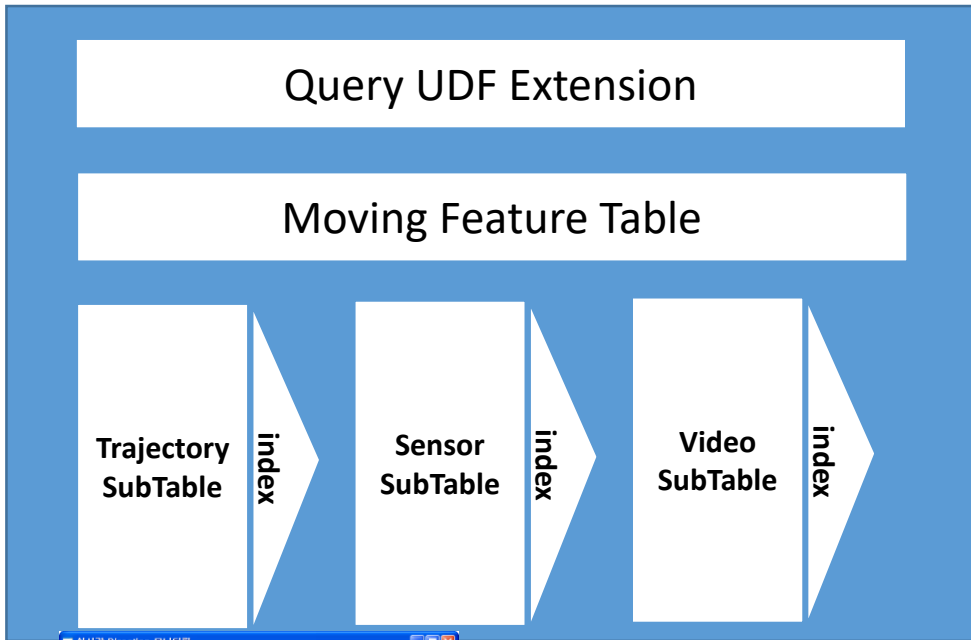 Query UDF Extension
Moving Feature Table
Trajectory
SubTable
index
Sensor
SubTable
index
Video
SubTable
index